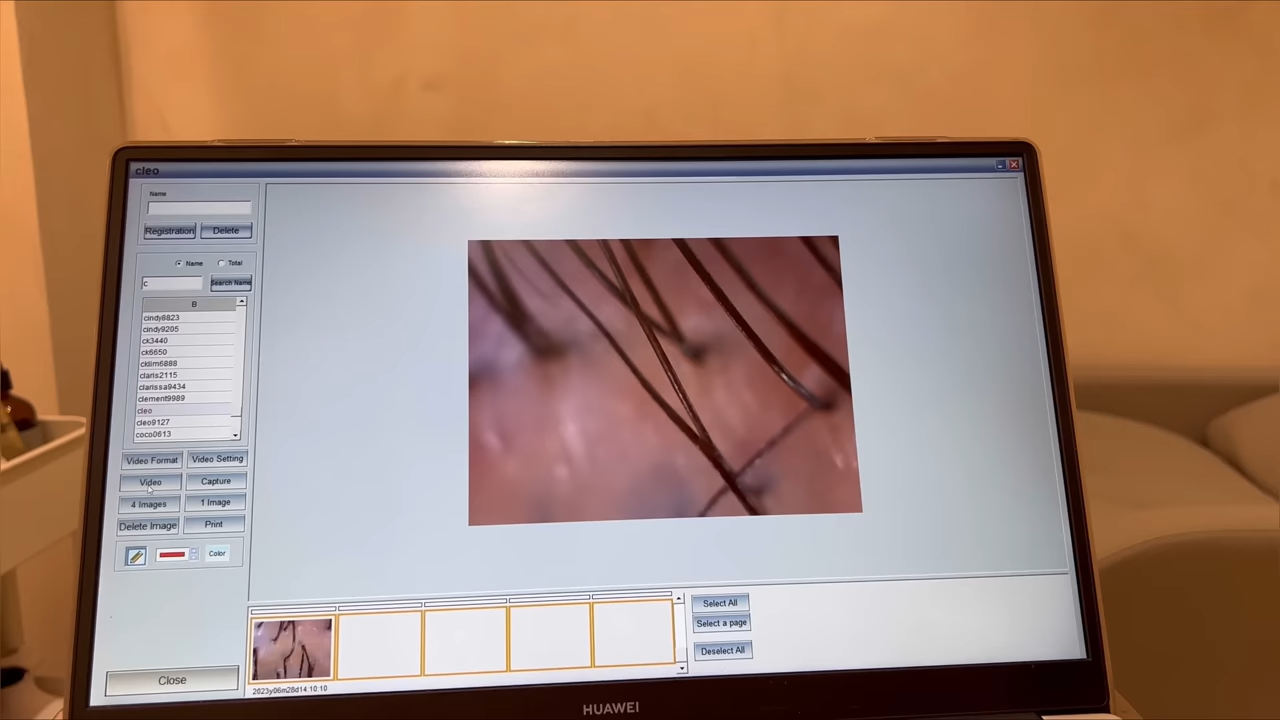 cleo
Name
Registration Delete
Name Total
c Search Name
B
cindy8823
cindy9205
ck3440
ck6650
cklim6888
claris2115
clarissa9434
clement9989
cleo
cleo9127
coco0613
Video Format Video Setting
Video Capture
4 Images 1 Image
Delete Image Print
Color
Close
2023y06m28d14:10:10
Select All
Select a page
Deselect All
HUAWEI